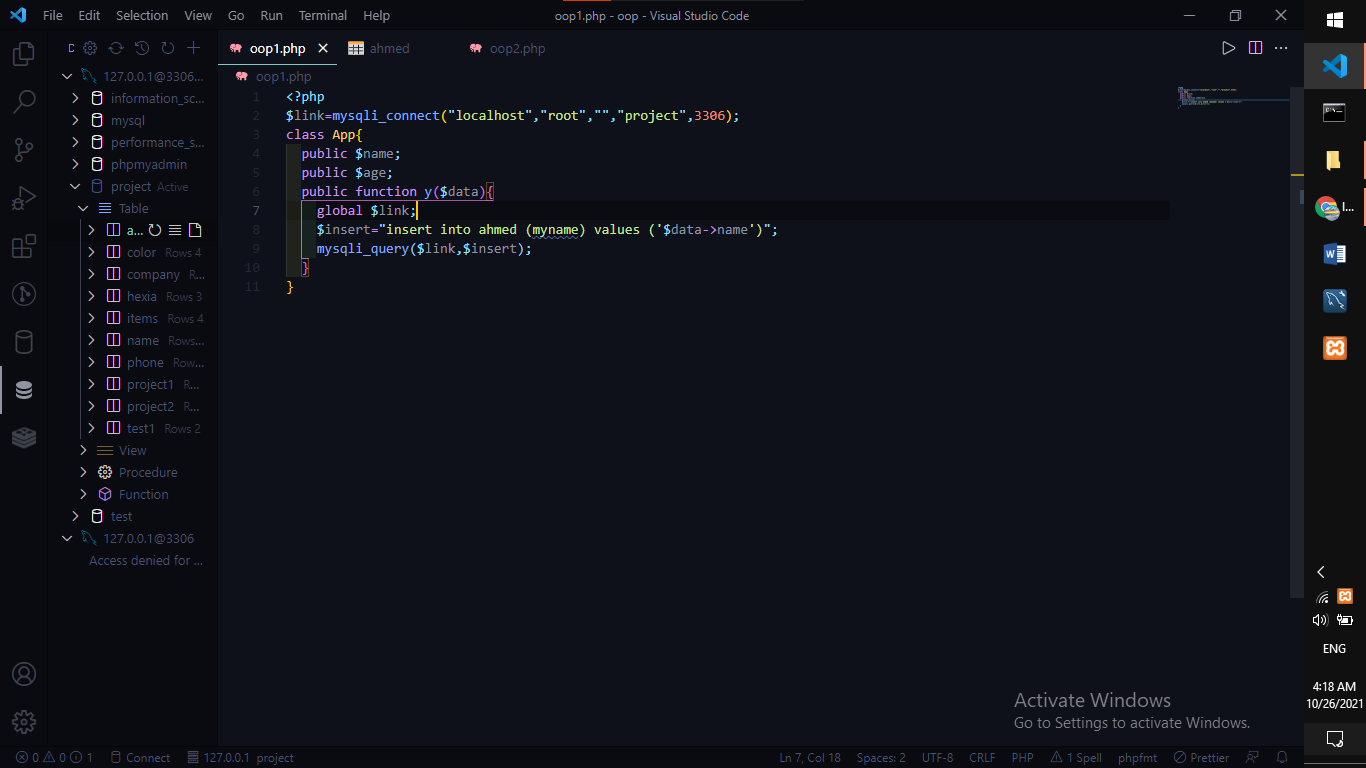 File Edit Selection View Go Run Terminal Help oop1.php - oop - Visual Studio Code
D
oop1.php ahmed oop2.php
oop1.php
127.0.0.1@3306...
information_sc...
mysql
performance_s...
phpmyadmin
project Active
Table
a...
color Rows 4
company R...
hexia Rows 3
items Rows 4
name Rows...
phone Row...
project1 R...
project2 R...
test1 Rows 2
View
Procedure
Function
test
127.0.0.1@3306
Access denied for ...
1 <?php
2 $link=mysqli_connect("localhost","root","","project",3306);
3 class App{
4 public $name;
5 public $age;
6 public function y($data){
7 global $link;
8 $insert="insert into ahmed (myname) values ('$data->name')";
9 mysqli_query($link,$insert);
10 }
11 }
I...
ENG
4:18 AM
10/26/2021
Activate Windows
Go to Settings to activate Windows.
0 0 1 Connect 127.0.0.1 project Ln 7, Col 18 Spaces: 2 UTF-8 CRLF PHP 1 Spell phpfmt Prettier